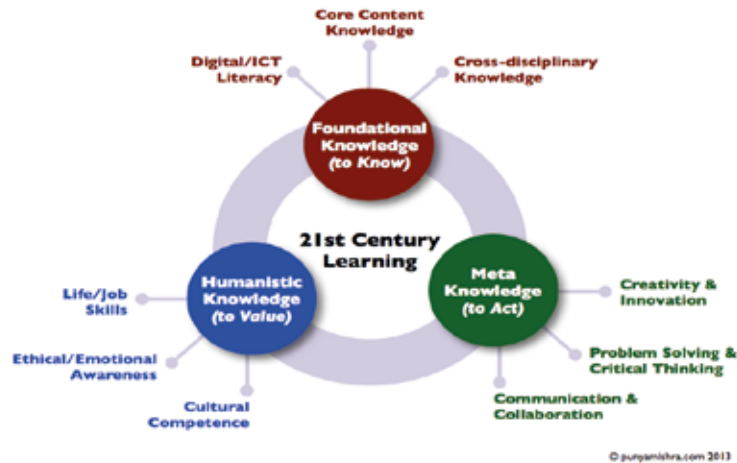 Core Content
Knowledge
Digital/ICT
Literacy
Cross-disciplinary
Knowledge
Foundational
Knowledge
(to Know)
21st Century
Learning
Humanistic
Knowledge
(to Value)
Meta
Knowledge
(to Act)
Life/Job
Skills
Ethical/Emotional
Awareness
Cultural
Competence
Creativity &
Innovation
Problem Solving &
Critical Thinking
Communication &
Collaboration
© punyamishra.com 2013